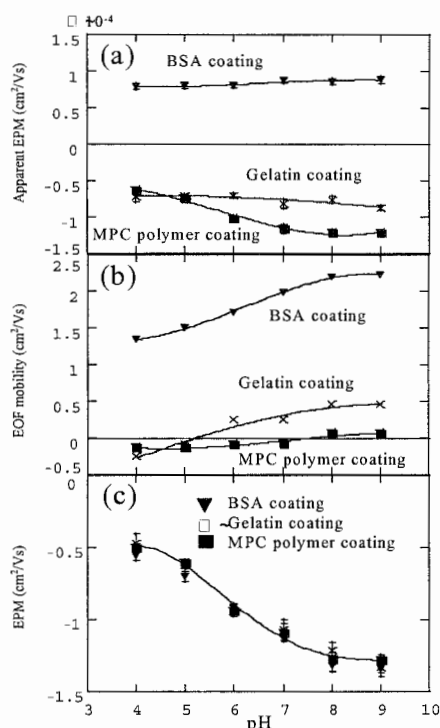 □ ×10⁻⁴
1.5
(a)
BSA coating
1
0.5
0
Apparent EPM (cm²/Vs)
Gelatin coating
-0.5
-1
MPC polymer coating
-1.5
2.5
(b)
2
BSA coating
1.5
EOF mobility (cm²/Vs)
1
Gelatin coating
0.5
0
MPC polymer coating
-0.5
0
(c)
BSA coating
Gelatin coating
MPC polymer coating
-0.5
EPM (cm²/Vs)
-1
-1.5
3 4 5 6 7 8 9 10
pH